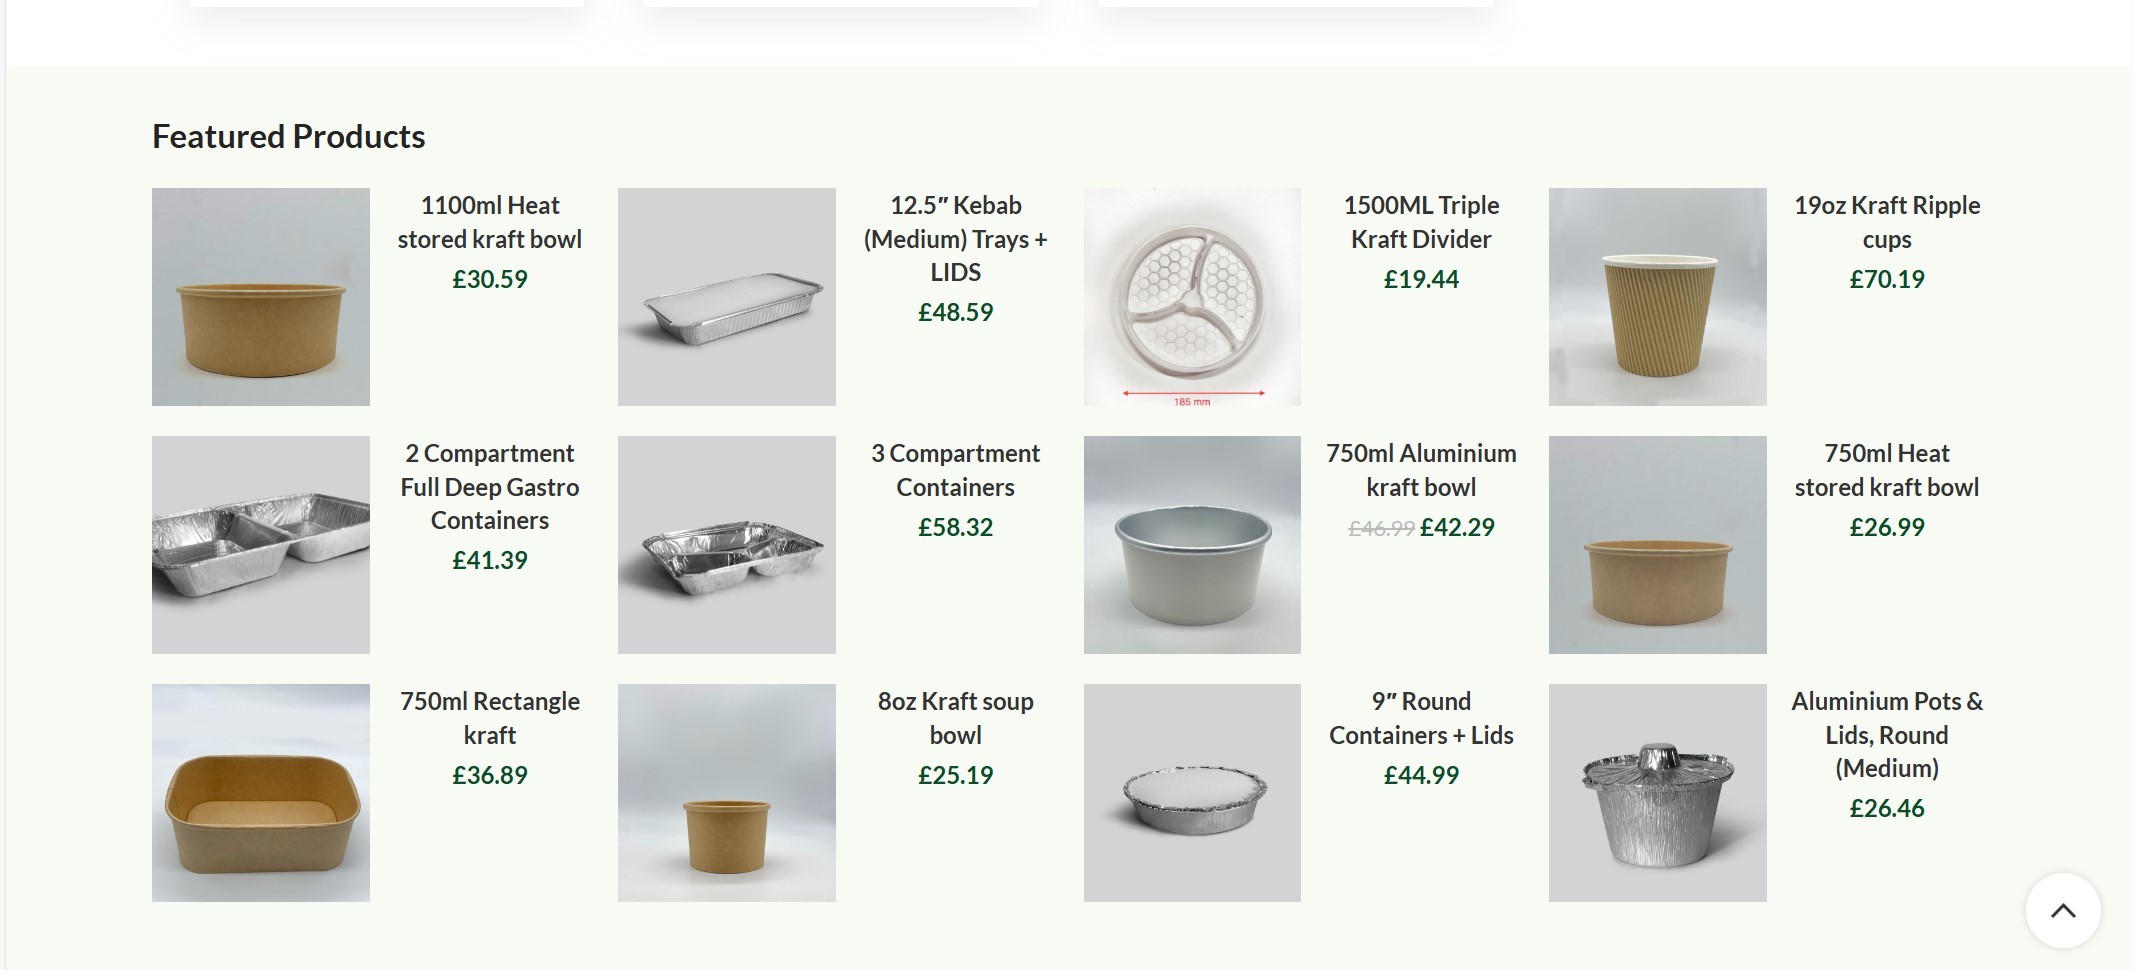 Featured Products
1100ml Heat
stored kraft bowl
£30.59
12.5″ Kebab
(Medium) Trays +
LIDS
£48.59
185 mm
1500ML Triple
Kraft Divider
£19.44
19oz Kraft Ripple
cups
£70.19
2 Compartment
Full Deep Gastro
Containers
£41.39
3 Compartment
Containers
£58.32
750ml Aluminium
kraft bowl
£46.99 £42.29
750ml Heat
stored kraft bowl
£26.99
750ml Rectangle
kraft
£36.89
8oz Kraft soup
bowl
£25.19
9″ Round
Containers + Lids
£44.99
Aluminium Pots &
Lids, Round
(Medium)
£26.46